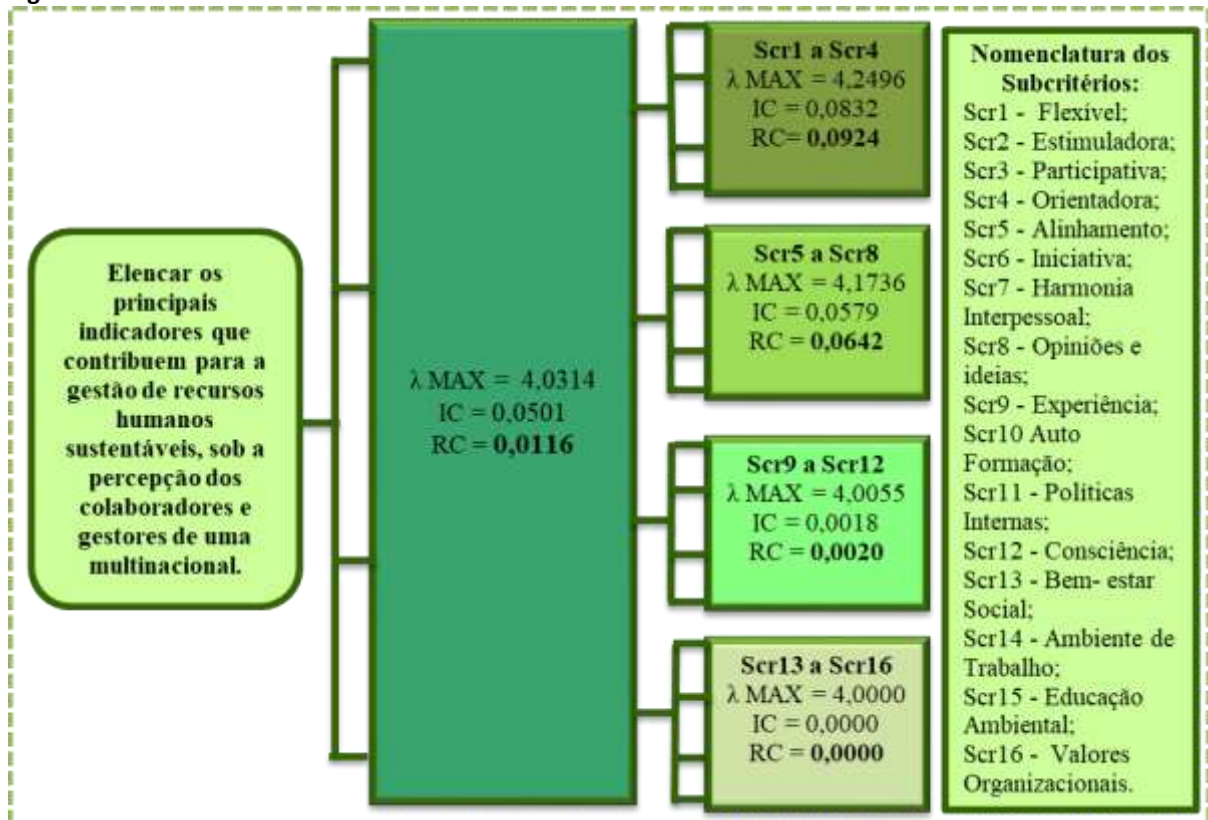 Elencar os
principais
indicadores que
contribuem para a
gestão de recursos
humanos
sustentáveis, sob a
percepção dos
colaboradores e
gestores de uma
multinacional.
λ MAX = 4,0314
IC = 0,0501
RC = 0,0116
Scr1 a Scr4
λ MAX = 4,2496
IC = 0,0832
RC= 0,0924
Scr5 a Scr8
λ MAX = 4,1736
IC = 0,0579
RC = 0,0642
Scr9 a Scr12
λ MAX = 4,0055
IC = 0,0018
RC = 0,0020
Scr13 a Scr16
λ MAX = 4,0000
IC = 0,0000
RC = 0,0000
Nomenclatura dos
Subcritérios:
Scr1 - Flexível;
Scr2 - Estimuladora;
Scr3 - Participativa;
Scr4 - Orientadora;
Scr5 - Alinhamento;
Scr6 - Iniciativa;
Scr7 - Harmonia
Interpessoal;
Scr8 - Opiniões e
ideias;
Scr9 - Experiência;
Scr10 Auto
Formação;
Scr11 - Políticas
Internas;
Scr12 - Consciência;
Scr13 - Bem- estar
Social;
Scr14 - Ambiente de
Trabalho;
Scr15 - Educação
Ambiental;
Scr16 - Valores
Organizacionais.